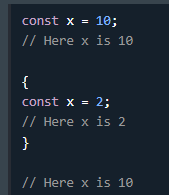 const x = 10;
// Here x is 10
{
const x = 2;
// Here x is 2
}
// Here x is 10